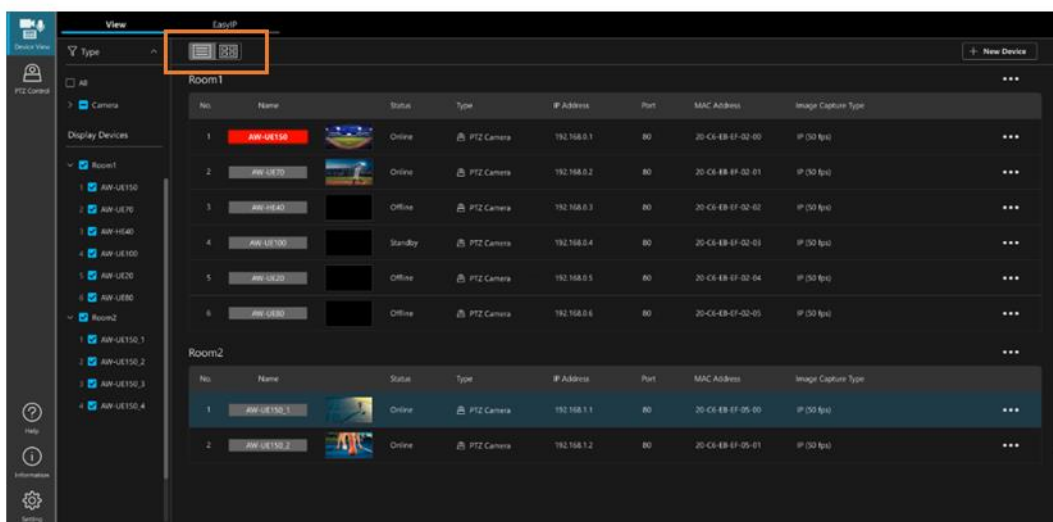 View EasyIP
Device View
PTZ Control
Help
Information
Setting
Type
All
Camera
Display Devices
Room1
1 AW-UE150
2 AW-UE70
3 AW-HE40
4 AW-UE100
5 AW-UE20
6 AW-UE80
Room2
1 AW-UE150_1
2 AW-UE150_2
3 AW-UE150_3
4 AW-UE150_4
+ New Device
Room1
No. Name Status Type IP Address Port MAC Address Image Capture Type
1 AW-UE150 Online PTZ Camera 192.168.0.1 80 20-C6-EB-EF-02-00 IP (50 fps)
2 AW-UE70 Online PTZ Camera 192.168.0.2 80 20-C6-EB-EF-02-01 IP (50 fps)
3 AW-HE40 Offline PTZ Camera 192.168.0.3 80 20-C6-EB-EF-02-02 IP (50 fps)
4 AW-UE100 Standby PTZ Camera 192.168.0.4 80 20-C6-EB-EF-02-03 IP (50 fps)
5 AW-UE20 Offline PTZ Camera 192.168.0.5 80 20-C6-EB-EF-02-04 IP (50 fps)
6 AW-UE80 Offline PTZ Camera 192.168.0.6 80 20-C6-EB-EF-02-05 IP (50 fps)
Room2
No. Name Status Type IP Address Port MAC Address Image Capture Type
1 AW-UE150_1 Online PTZ Camera 192.168.1.1 80 20-C6-EB-EF-05-00 IP (50 fps)
2 AW-UE150_2 Online PTZ Camera 192.168.1.2 80 20-C6-EB-EF-05-01 IP (50 fps)